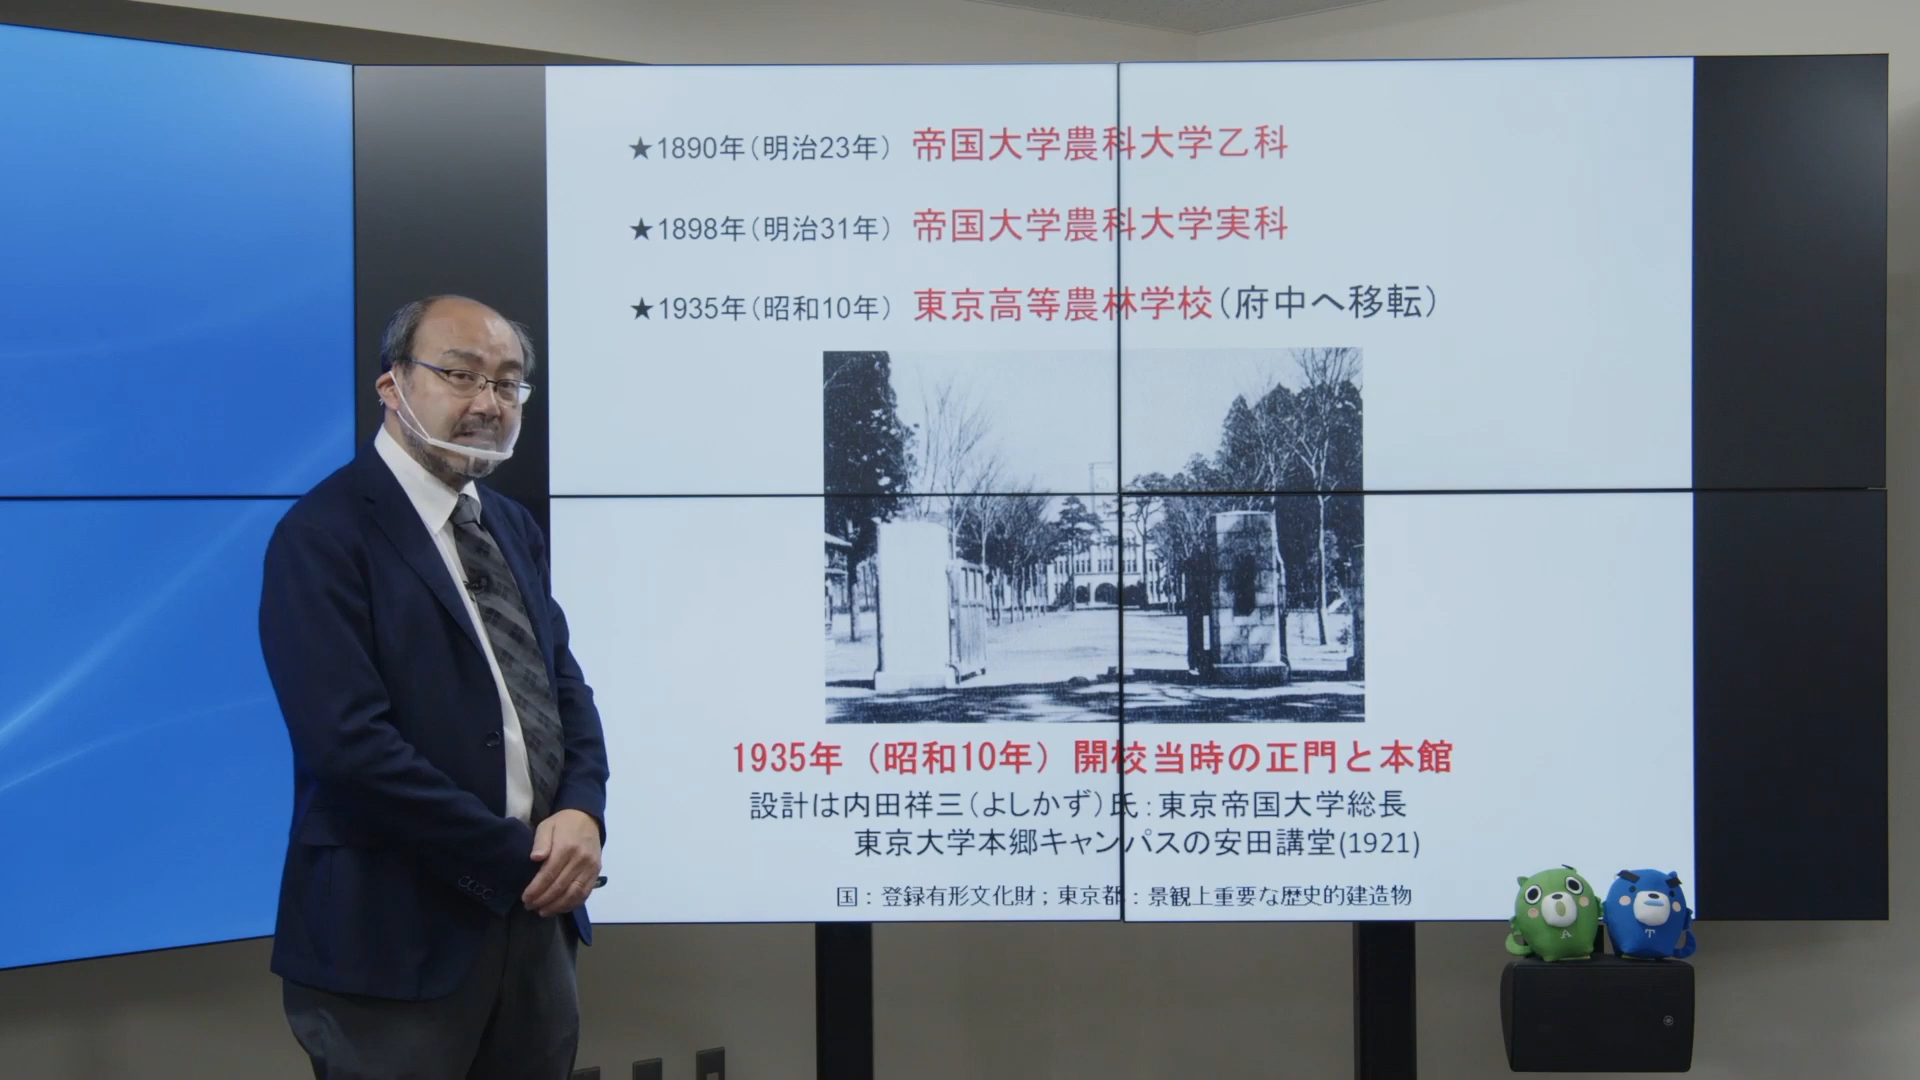 ★1890年(明治23年) 帝国大学農科大学乙科
★1898年(明治31年) 帝国大学農科大学実科
★1935年(昭和10年) 東京高等農林学校(府中へ移転)
1935年（昭和10年）開校当時の正門と本館
設計は内田祥三(よしかず)氏:東京帝国大学総長
東京大学本郷キャンパスの安田講堂(1921)
国：登録有形文化財；東京都：景観上重要な歴史的建造物
A
T